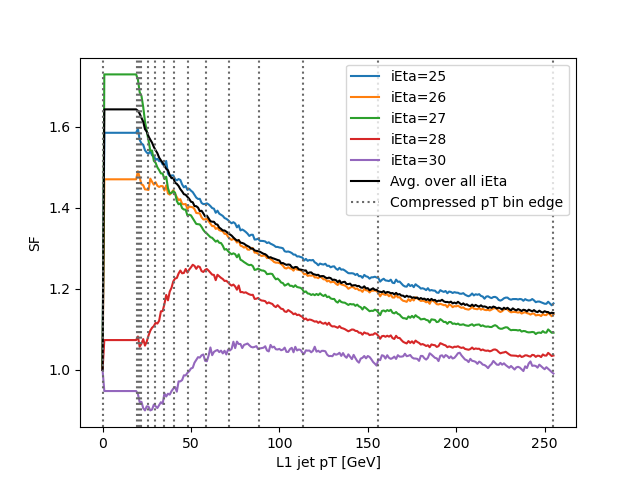 iEta=25
iEta=26
iEta=27
iEta=28
iEta=30
Avg. over all iEta
Compressed pT bin edge
SF
1.6
1.4
1.2
1.0
0
50
100
150
200
250
L1 jet pT [GeV]